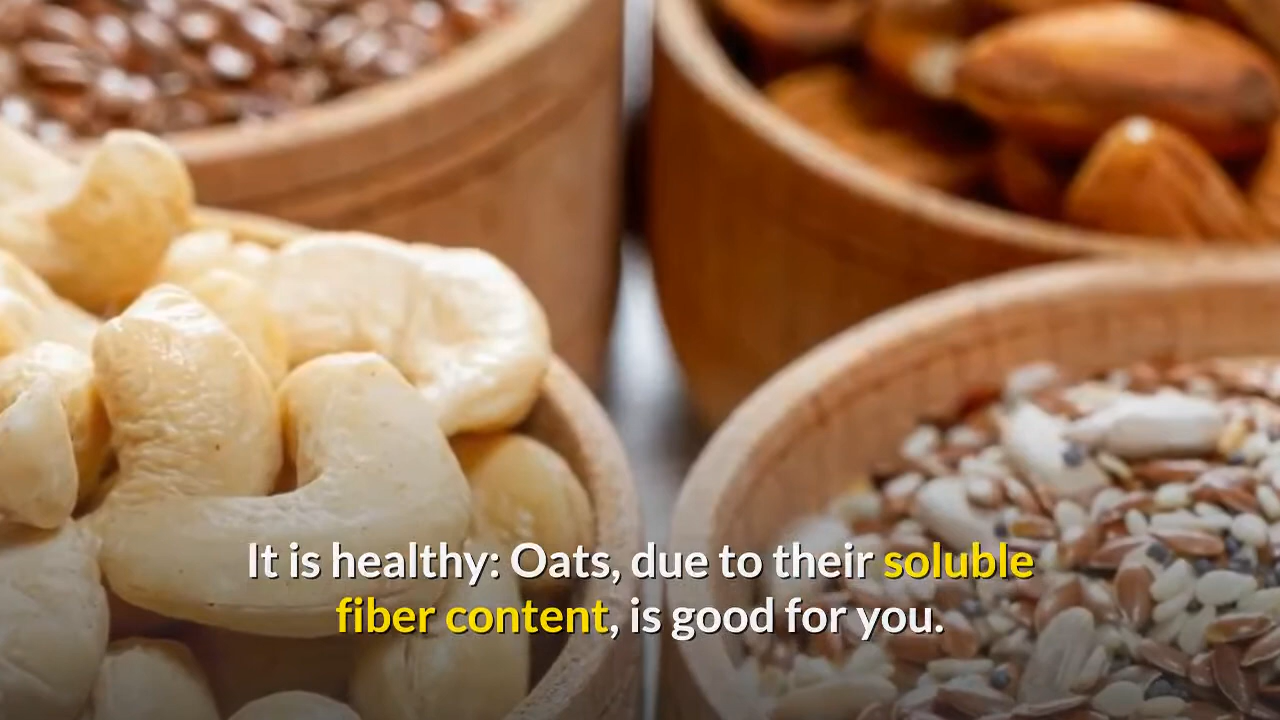 It is healthy: Oats, due to their soluble
fiber content, is good for you.